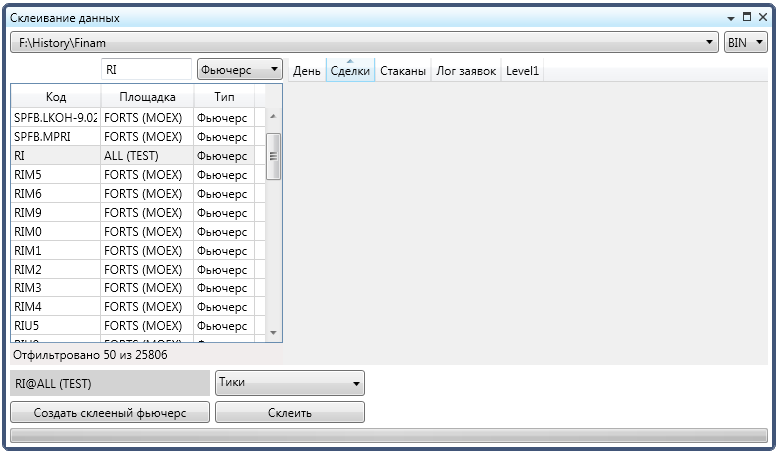 Склеивание данных
F:\History\Finam BIN
RI Фьючерс День Сделки Стаканы Лог заявок Level1
Код Площадка Тип
SPFB.LKOH-9.02 FORTS (MOEX) Фьючерс
SPFB.MPRI FORTS (MOEX) Фьючерс
RI ALL (TEST) Фьючерс
RIM5 FORTS (MOEX) Фьючерс
RIM6 FORTS (MOEX) Фьючерс
RIM9 FORTS (MOEX) Фьючерс
RIM0 FORTS (MOEX) Фьючерс
RIM1 FORTS (MOEX) Фьючерс
RIM2 FORTS (MOEX) Фьючерс
RIM3 FORTS (MOEX) Фьючерс
RIM4 FORTS (MOEX) Фьючерс
RIU5 FORTS (MOEX) Фьючерс
FORTS (MOEX) Фьючерс
Отфильтровано 50 из 25806
RI@ALL (TEST) Тики
Создать склееный фьючерс Склеить